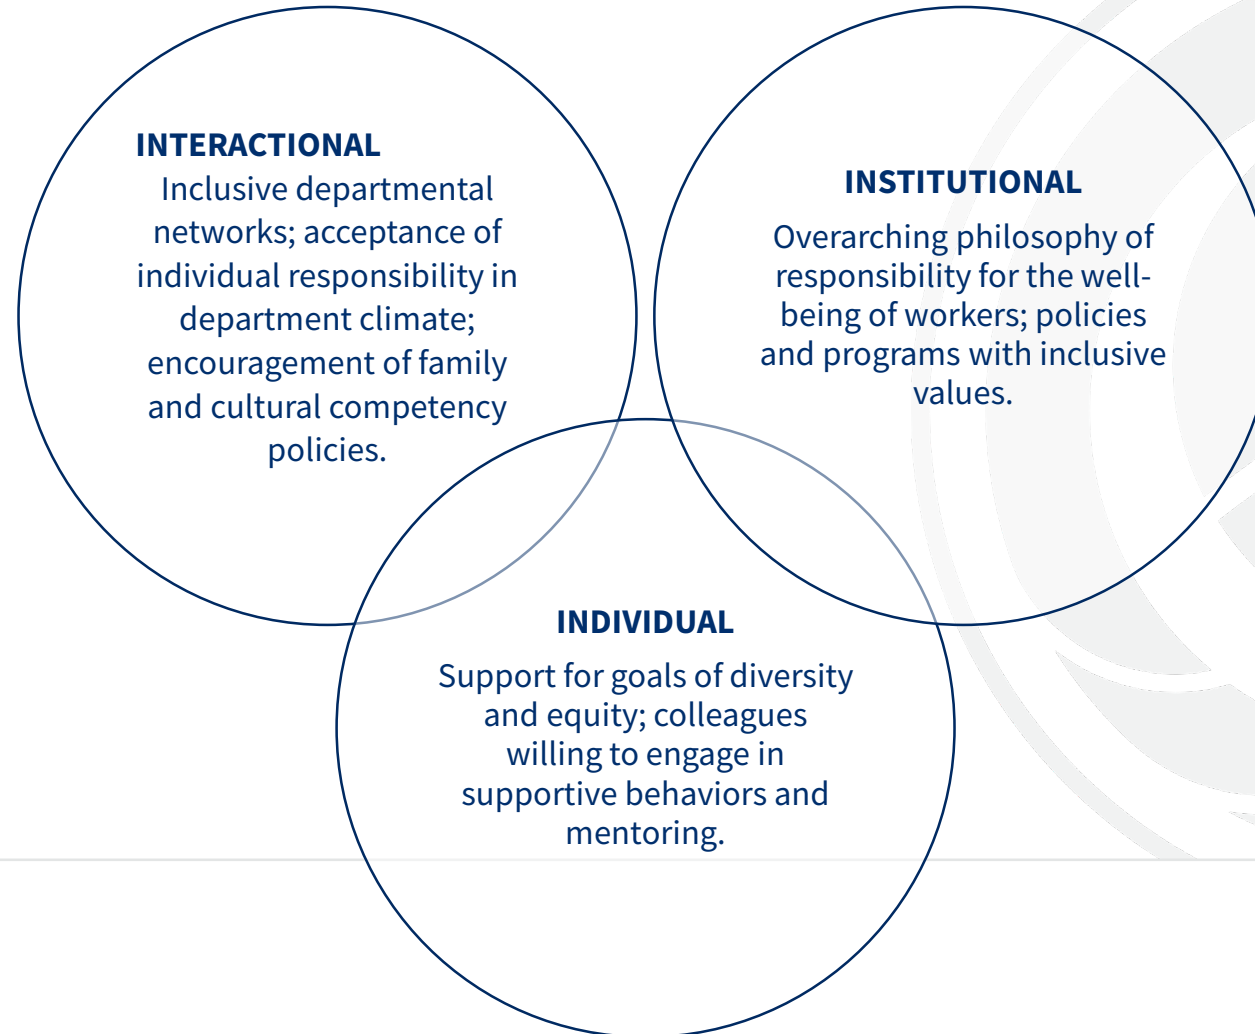 INTERACTIONAL
Inclusive departmental
networks; acceptance of
individual responsibility in
department climate;
encouragement of family
and cultural competency
policies.
INSTITUTIONAL
Overarching philosophy of
responsibility for the well-
being of workers; policies
and programs with inclusive
values.
INDIVIDUAL
Support for goals of diversity
and equity; colleagues
willing to engage in
supportive behaviors and
mentoring.